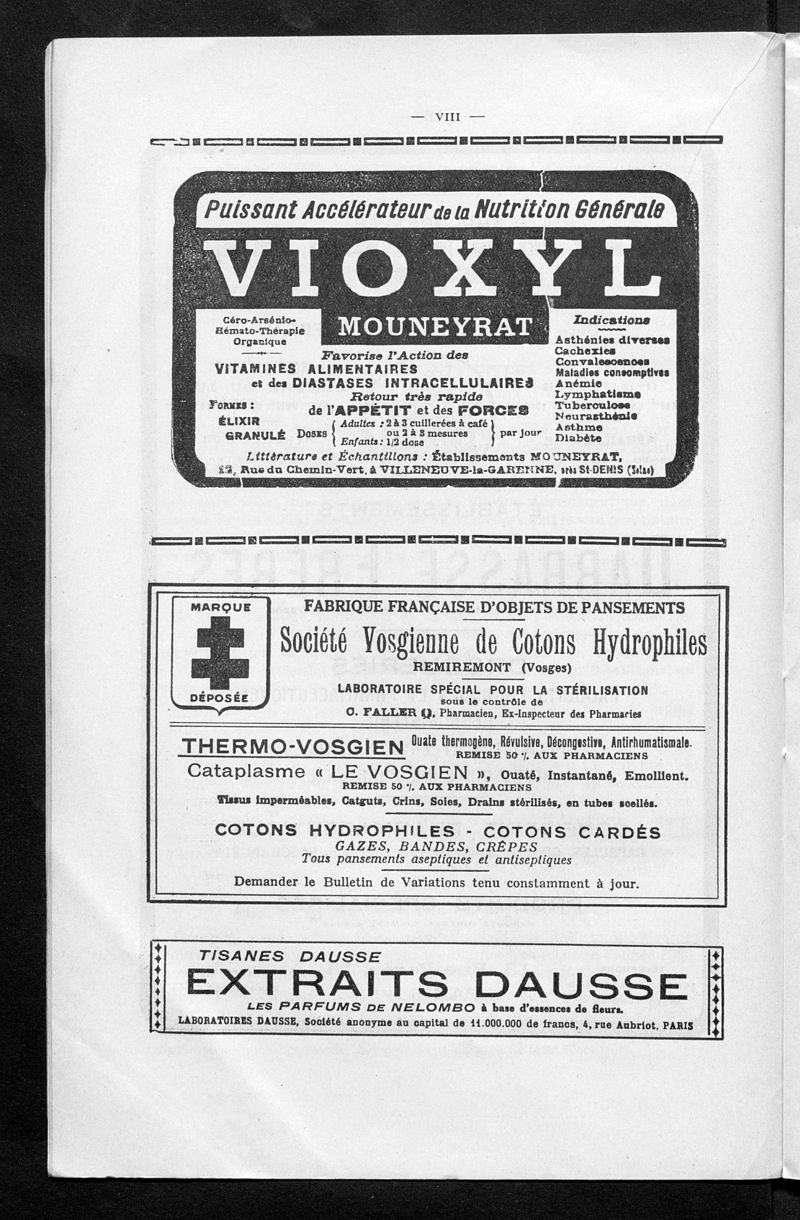 — VIII —
Puissant Accélérateur de la Nutrition Générale
VIOXYL
MOUNEYRAT
Céro-Arsénio-
Hémato-Thérapie
Organique
Favorise l'Action des
VITAMINES ALIMENTAIRES
et des DIASTASES INTRACELLULAIRES
Retour très rapide
de l'APPÉTIT et des FORCES
FORMES :
ÉLIXIR
GRANULÉ
DOSES
Adultes : 2 à 3 cuillerées à café
ou 2 à 3 mesures
Enfants : 1/2 dose
par jour
Indications
Asthénies diverses
Cachexies
Convalescences
Maladies consomptives
Anémie
Lymphatisme
Tuberculose
Neurasthénie
Asthme
Diabète
Littérature et Échantillons : Établissements MOUNEYRAT,
12, Rue du Chemin-Vert, à VILLENEUVE-la-GARENNE, près St-DENIS (Seine)
MARQUE
DÉPOSÉE
FABRIQUE FRANÇAISE D'OBJETS DE PANSEMENTS
Société Vosgienne de Cotons Hydrophiles
REMIREMONT (Vosges)
LABORATOIRE SPÉCIAL POUR LA STÉRILISATION
sous le contrôle de
C. FALLER, Pharmacien, Ex-Inspecteur des Pharmacies
THERMO-VOSGIEN Ouate thermogène, Révulsive, Décongestive, Antirhumatismale.
REMISE 50 % AUX PHARMACIENS
Cataplasme « LE VOSGIEN », Ouaté, Instantané, Emollient.
REMISE 50 % AUX PHARMACIENS
Tissus imperméables, Catguts, Crins, Soies, Drains stérilisés, en tubes scellés.
COTONS HYDROPHILES - COTONS CARDÉS
GAZES, BANDES, CRÊPES
Tous pansements aseptiques et antiseptiques
Demander le Bulletin de Variations tenu constamment à jour.
TISANES DAUSSE
EXTRAITS DAUSSE
LES PARFUMS DE NELOMBO à base d'essences de fleurs.
LABORATOIRES DAUSSE, Société anonyme au capital de 11.000.000 de francs, 4, rue Aubriot, PARIS